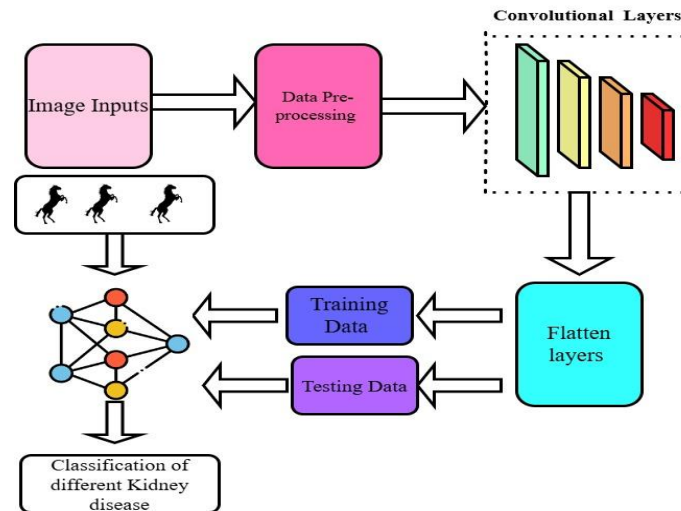 Convolutional Layers
Image Inputs
Data Pre-
processing
Training
Data
Flatten
layers
Testing Data
Classification of
different Kidney
disease